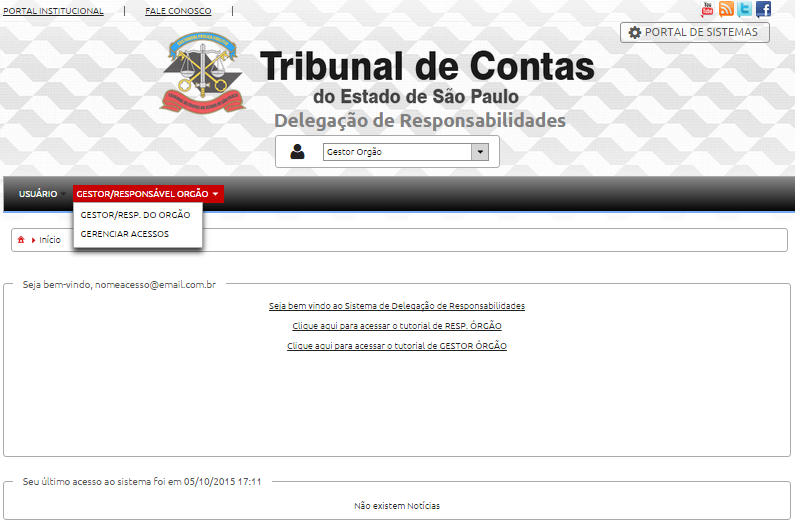 PORTAL INSTITUCIONAL | FALE CONOSCO |
PORTAL DE SISTEMAS
Tribunal de Contas
do Estado de São Paulo
Delegação de Responsabilidades
Gestor Orgão
USUÁRIO GESTOR/RESPONSÁVEL ORGÃO
GESTOR/RESP. DO ORGÃO
GERENCIAR ACESSOS
Início
Seja bem-vindo, nomeacesso@email.com.br
Seja bem vindo ao Sistema de Delegação de Responsabilidades
Clique aqui para acessar o tutorial de RESP. ÓRGÃO
Clique aqui para acessar o tutorial de GESTOR ÓRGÃO
Seu último acesso ao sistema foi em 05/10/2015 17:11
Não existem Notícias